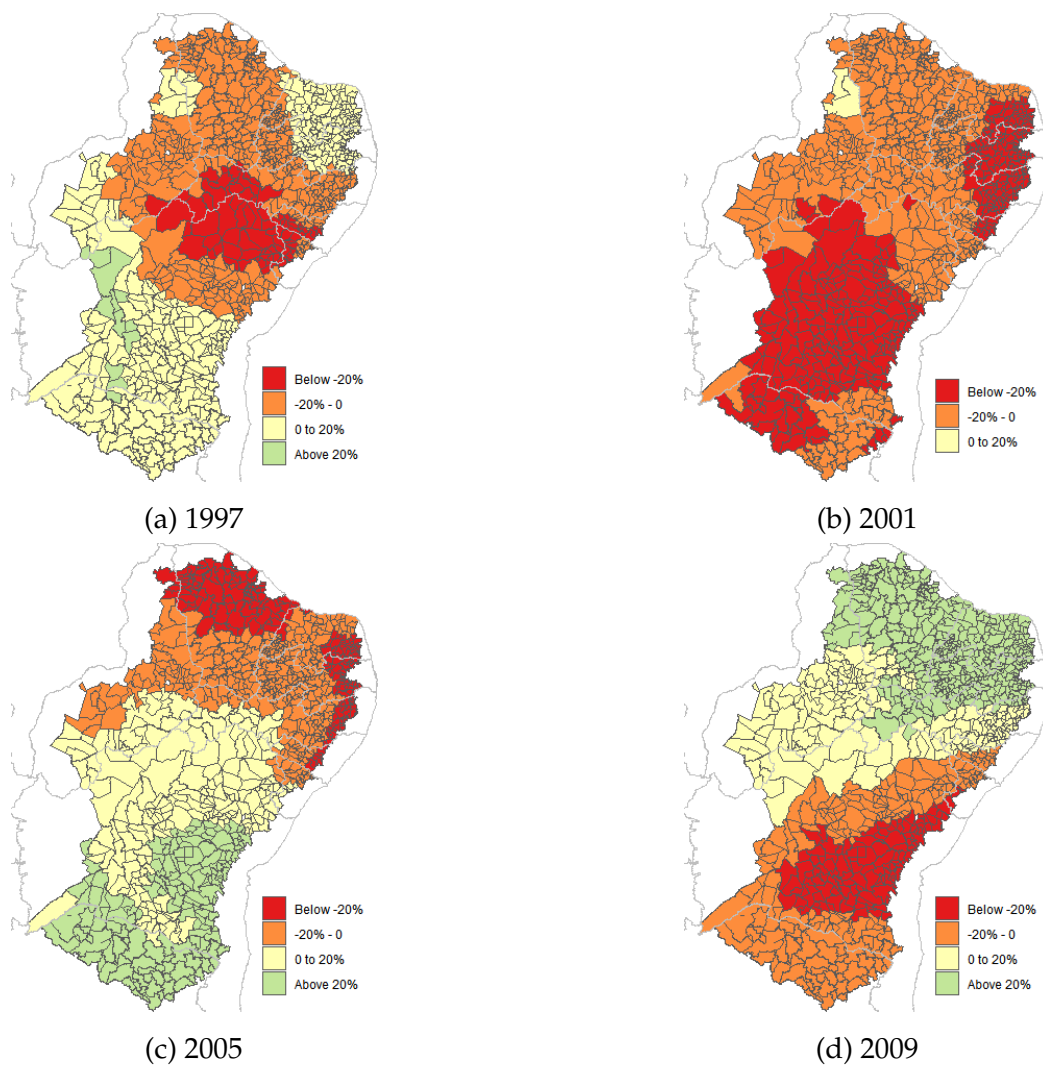 Below -20%
-20% - 0
0 to 20%
Above 20%
(a) 1997
Below -20%
-20% - 0
0 to 20%
(b) 2001
Below -20%
-20% - 0
0 to 20%
Above 20%
(c) 2005
Below -20%
-20% - 0
0 to 20%
Above 20%
(d) 2009